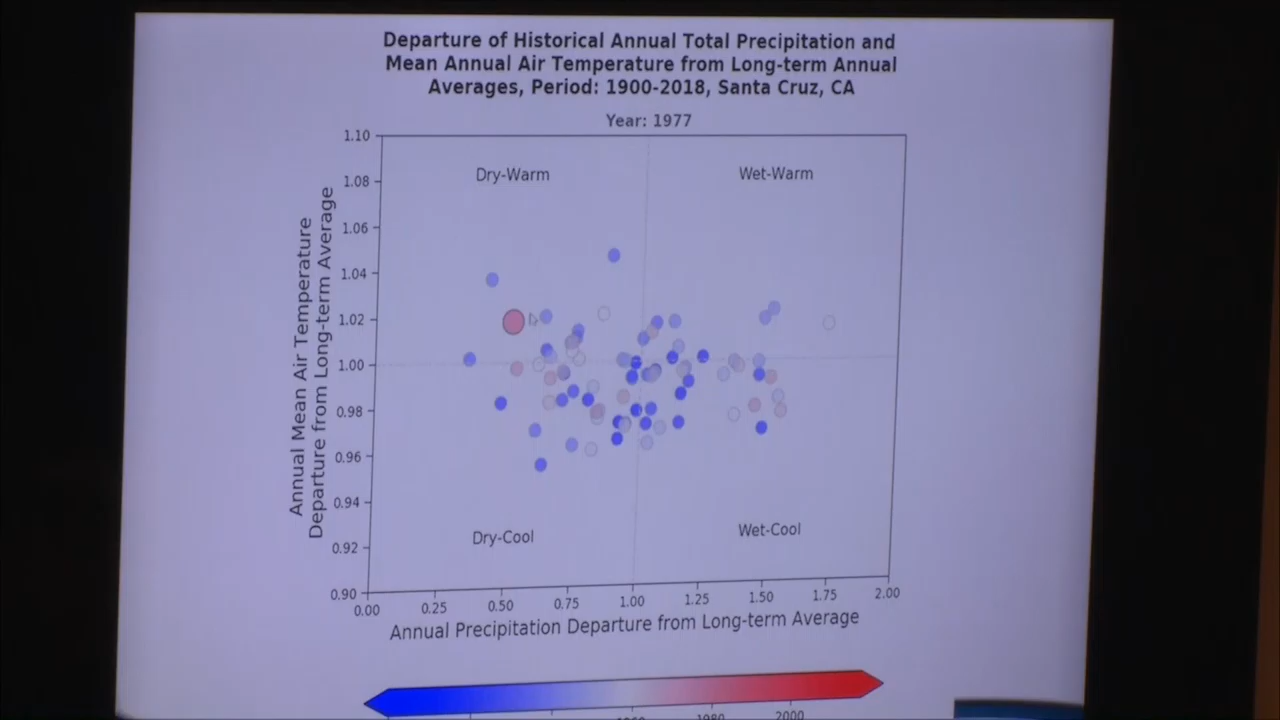 Departure of Historical Annual Total Precipitation and
Mean Annual Air Temperature from Long-term Annual
Averages, Period: 1900-2018, Santa Cruz, CA
Year: 1977
1.10
1.08
1.06
1.04
1.02
1.00
0.98
0.96
0.94
0.92
0.90
Annual Mean Air Temperature
Departure from Long-term Average
Dry-Warm
Wet-Warm
Dry-Cool
Wet-Cool
0.00 0.25 0.50 0.75 1.00 1.25 1.50 1.75 2.00
Annual Precipitation Departure from Long-term Average
1960 1980 2000